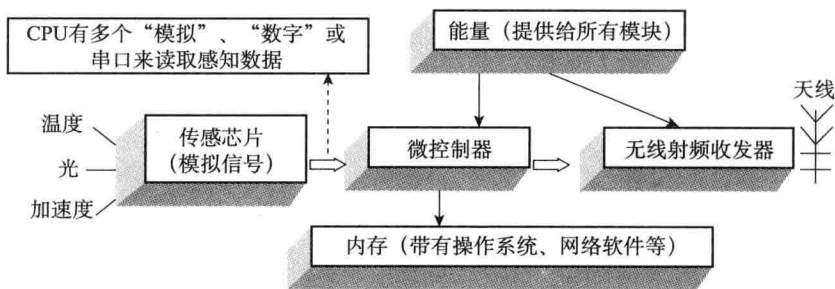 CPU有多个“模拟”、“数字”或
串口来读取感知数据
能量（提供给所有模块）
天线
温度
光
加速度
传感芯片
（模拟信号）
微控制器
无线射频收发器
内存（带有操作系统、网络软件等）